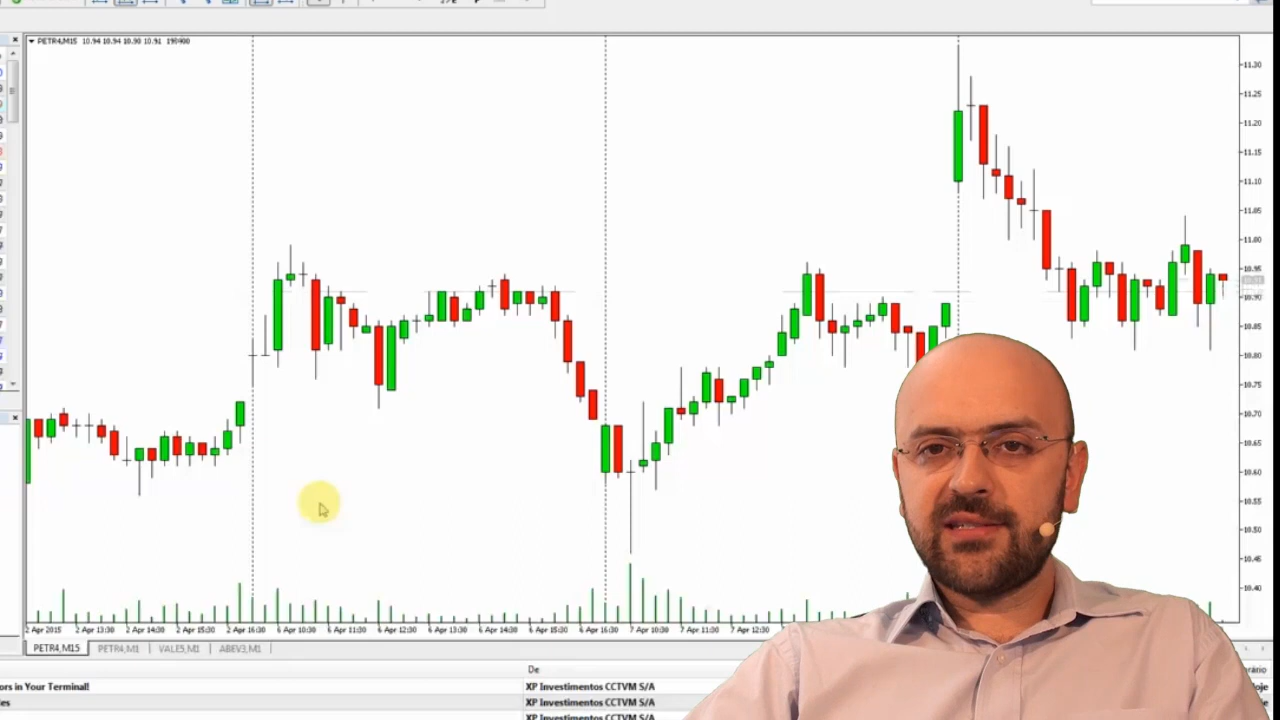 PETR4,M15 10.94 10.94 10.90 10.91
11.30
11.25
11.20
11.15
11.10
11.05
11.00
10.95
10.90
10.85
10.80
10.75
10.70
10.65
10.60
10.55
10.50
10.45
10.40
2 Apr 2015 2 Apr 13:30 2 Apr 14:30 2 Apr 15:30 2 Apr 16:30 6 Apr 10:30 6 Apr 11:30 6 Apr 12:30 6 Apr 13:30 6 Apr 14:30 6 Apr 15:30 6 Apr 16:30 7 Apr 10:30 7 Apr 11:30 7 Apr 12:30
PETR4,M15 PETR4,M1 VALE5,M1 ABEV3,M1
De
ors in Your Terminal! XP Investimentos CCTVM S/A
les XP Investimentos CCTVM S/A
XP Investimentos CCTVM S/A